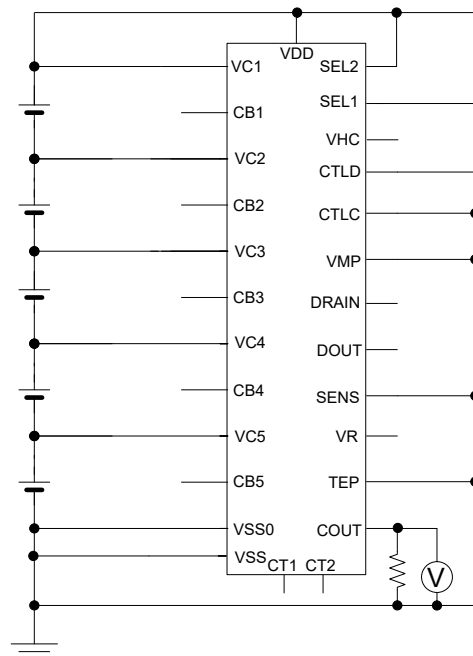 VDD
VC1
SEL2
SEL1
CB1
VHC
VC2
CTLD
CB2
CTLC
VC3
VMP
CB3
DRAIN
VC4
DOUT
CB4
SENS
VC5
VR
CB5
TEP
VSS0
COUT
VSS
CT1 CT2
V